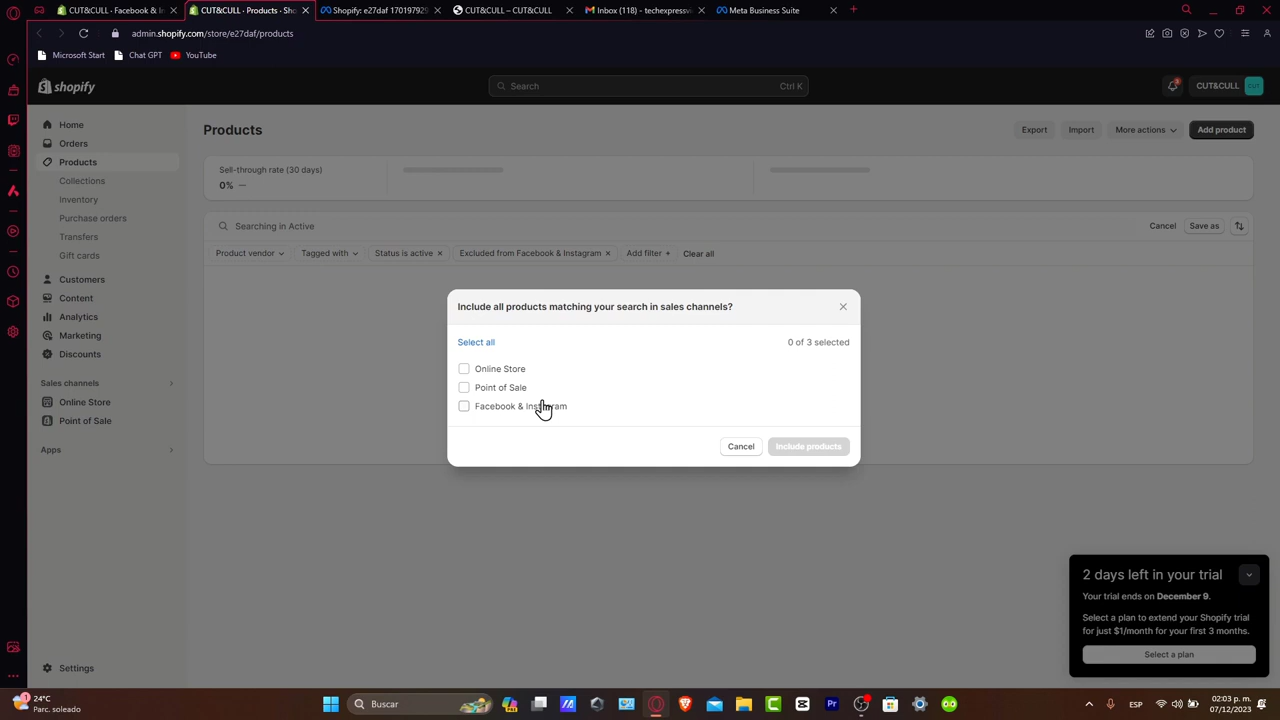 CUT&CULL · Facebook & In
CUT&CULL · Products · Sho
Shopify: e27daf 170197929
CUT&CULL – CUT&CULL
Inbox (118) - techexpressvi
Meta Business Suite
admin.shopify.com/store/e27daf/products
Microsoft Start
Chat GPT
YouTube
shopify
Search
Ctrl K
CUT&CULL
CUT
Home
Orders
Products
Collections
Inventory
Purchase orders
Transfers
Gift cards
Customers
Content
Analytics
Marketing
Discounts
Sales channels
Online Store
Point of Sale
Apps
Settings
Products
Export
Import
More actions
Add product
Sell-through rate (30 days)
0% —
Searching in Active
Cancel
Save as
Product vendor
Tagged with
Status is active
Excluded from Facebook & Instagram
Add filter +
Clear all
Include all products matching your search in sales channels?
Select all
0 of 3 selected
Online Store
Point of Sale
Facebook & Instagram
Cancel
Include products
2 days left in your trial
Your trial ends on December 9.
Select a plan to extend your Shopify trial
for just $1/month for your first 3 months.
Select a plan
24°C
Parc. soleado
Buscar
ESP
02:03 p. m.
07/12/2023